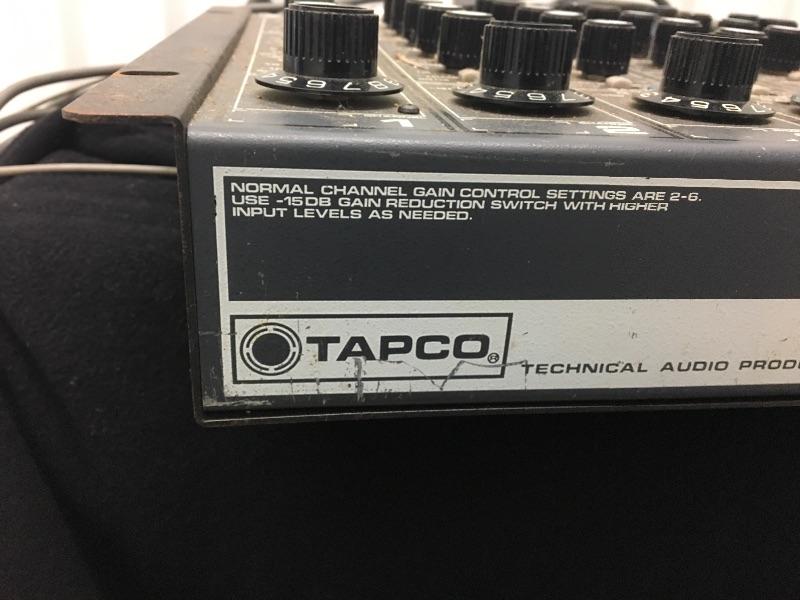 NORMAL CHANNEL GAIN CONTROL SETTINGS ARE 2-6.
USE -15DB GAIN REDUCTION SWITCH WITH HIGHER
INPUT LEVELS AS NEEDED.
TAPCO®
TECHNICAL AUDIO PRODU